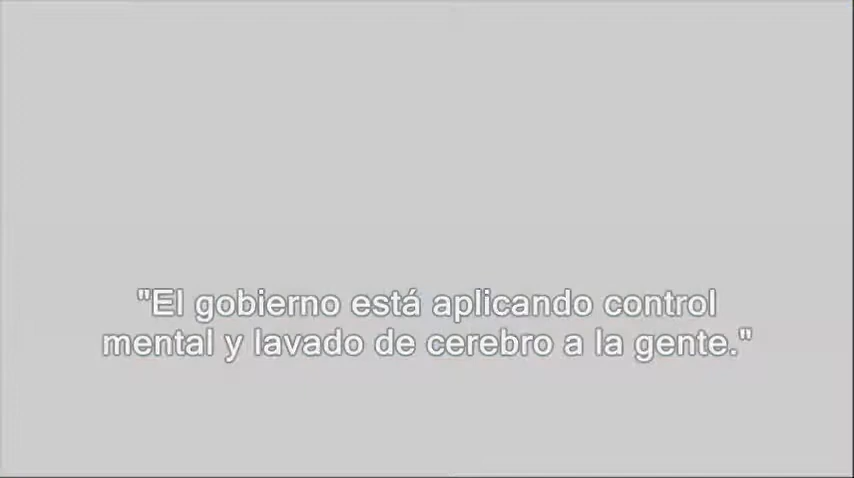 "El gobierno está aplicando control
mental y lavado de cerebro a la gente."